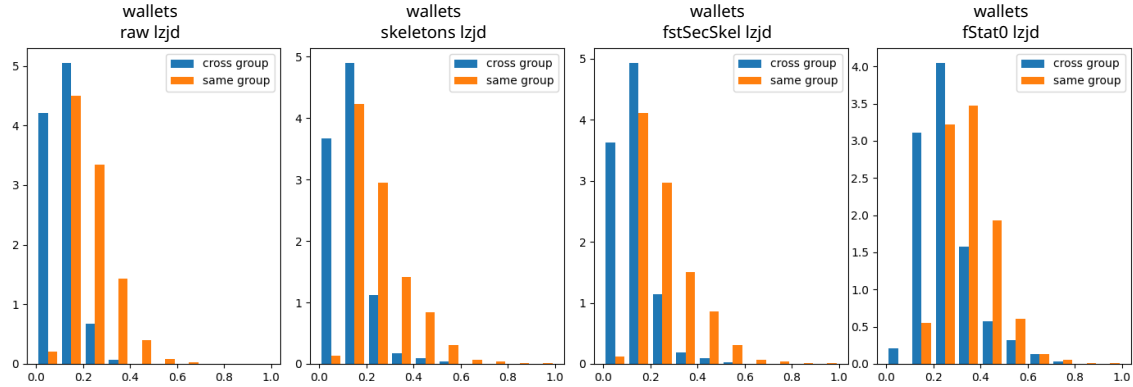 wallets
raw lzjd
cross group
same group
5
4
3
2
1
0
0.0 0.2 0.4 0.6 0.8 1.0
wallets
skeletons lzjd
cross group
same group
5
4
3
2
1
0
0.0 0.2 0.4 0.6 0.8 1.0
wallets
fstSecSkel lzjd
cross group
same group
5
4
3
2
1
0
0.0 0.2 0.4 0.6 0.8 1.0
wallets
fStat0 lzjd
cross group
same group
4.0
3.5
3.0
2.5
2.0
1.5
1.0
0.5
0.0
0.0 0.2 0.4 0.6 0.8 1.0